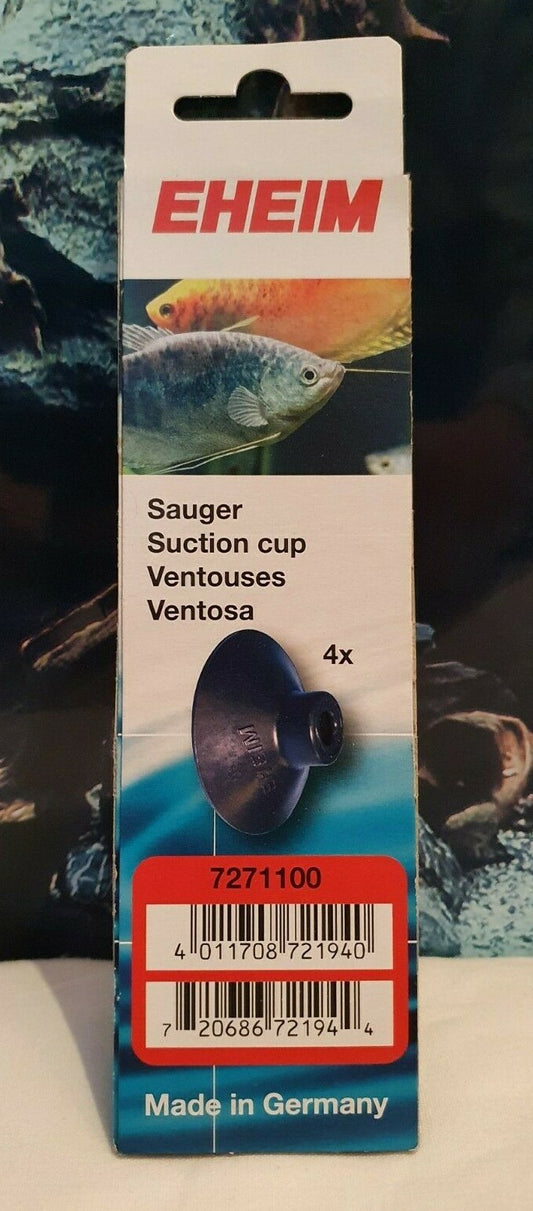 EHEIM
Sauger
Suction cup
Ventouses
Ventosa
4x
EHEIM
7271100
4 011708 721940
7 20686 72194 4
Made in Germany